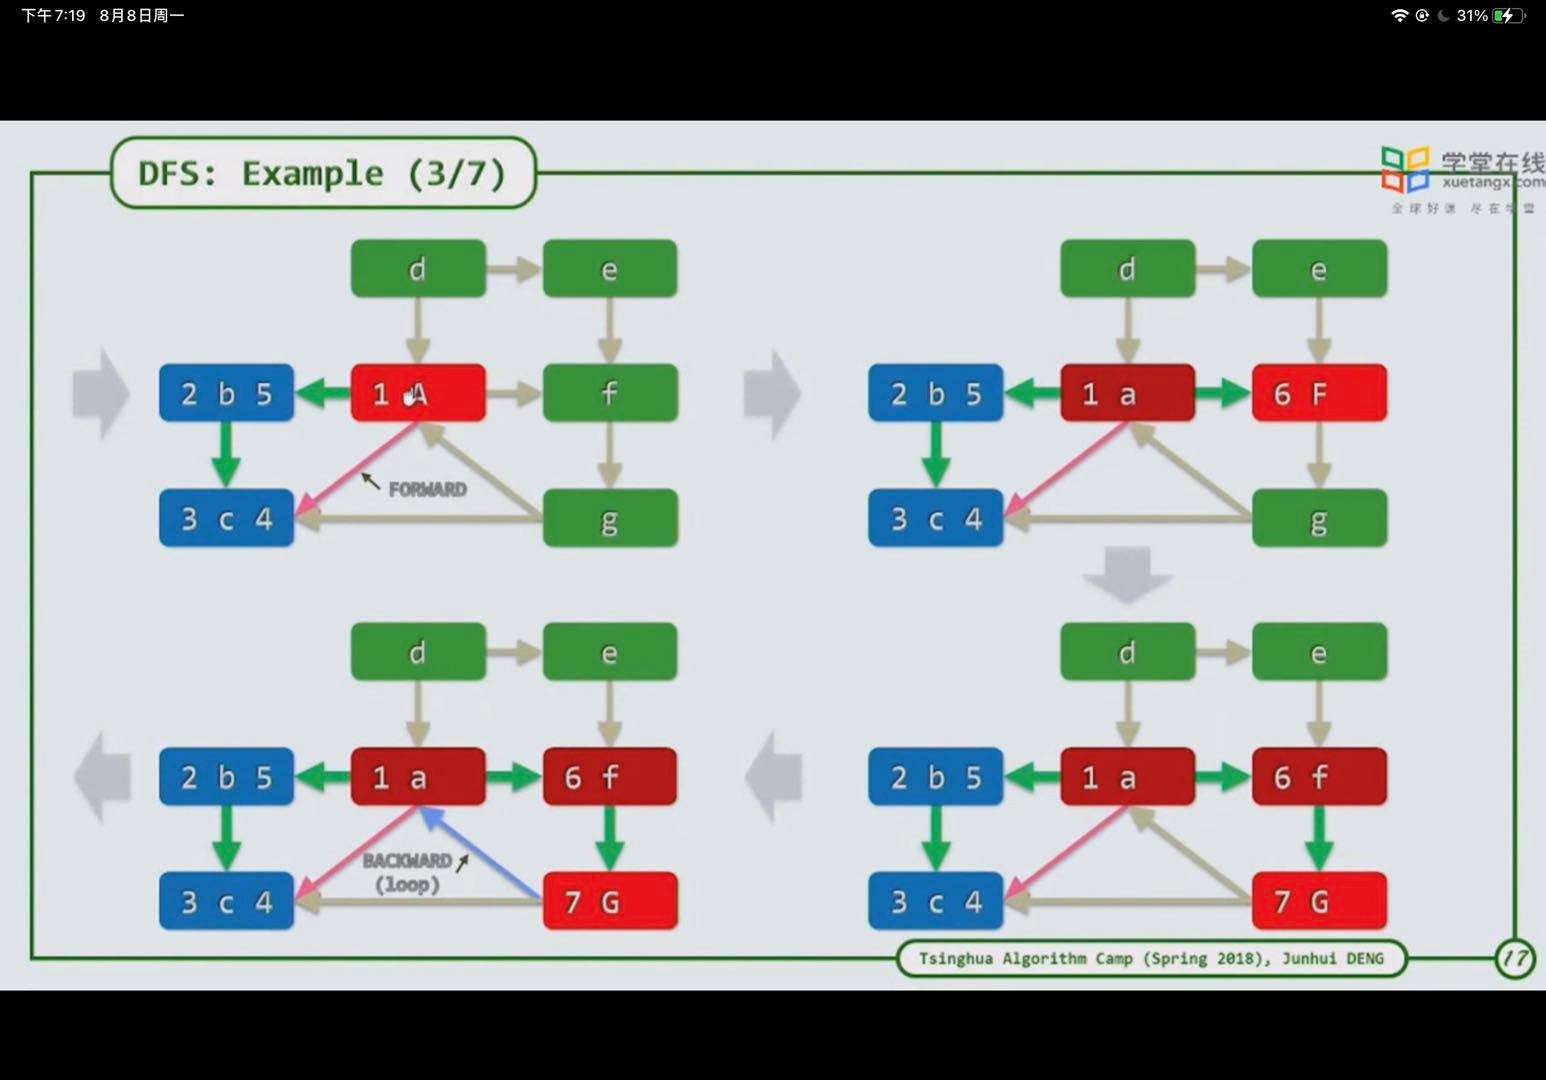 下午7:19 8月8日周一
31%
DFS: Example (3/7)
学堂在线
xuetangx.com
全球好课 尽在学堂
d e
2 b 5 1 A f
FORWARD
3 c 4 g
d e
2 b 5 1 a 6 F
3 c 4 g
d e
2 b 5 1 a 6 f
BACKWARD
(loop)
3 c 4 7 G
d e
2 b 5 1 a 6 f
3 c 4 7 G
Tsinghua Algorithm Camp (Spring 2018), Junhui DENG
17